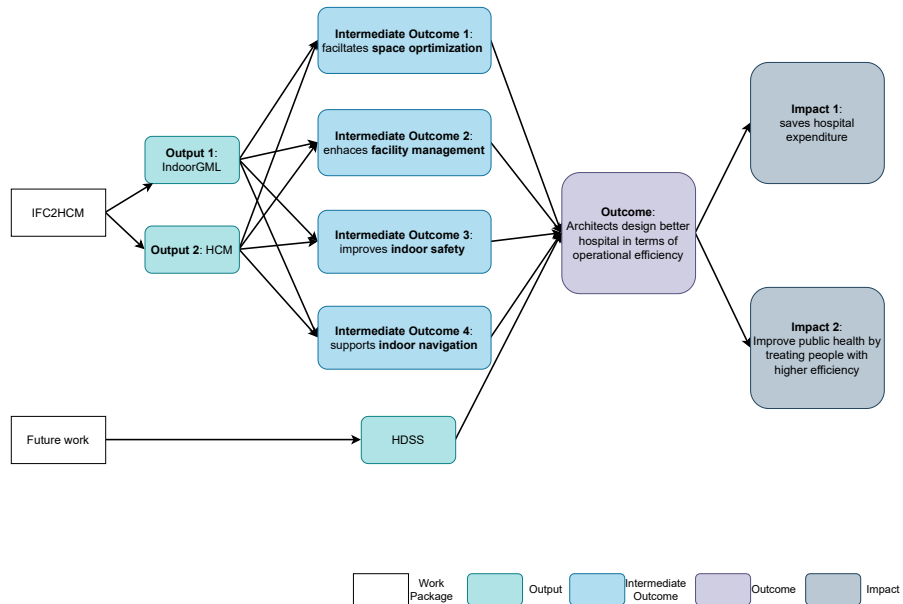 Intermediate Outcome 1:
faciltates space oprtimization
Impact 1:
saves hospital
expenditure
Intermediate Outcome 2:
enhaces facility management
Output 1:
IndoorGML
IFC2HCM
Output 2: HCM
Outcome:
Architects design better
hospital in terms of
operational efficiency
Intermediate Outcome 3:
improves indoor safety
Intermediate Outcome 4:
supports indoor navigation
Impact 2:
Improve public health by
treating people with
higher efficiency
Future work
HDSS
Work
Package
Output
Intermediate
Outcome
Outcome
Impact